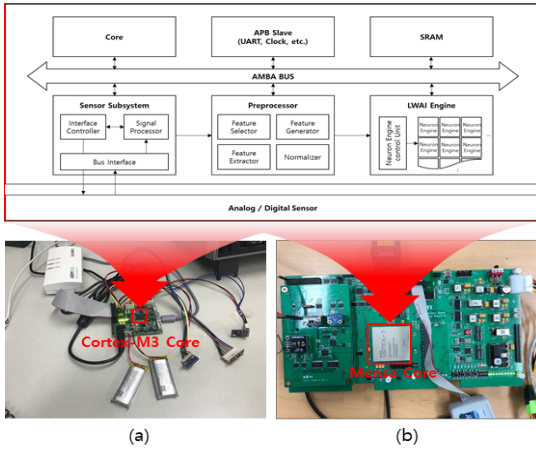 Core
APB Slave
(UART, Clock, etc.)
SRAM
AMBA BUS
Sensor Subsystem
Interface
Controller
Signal
Processor
Bus Interface
Preprocessor
Feature
Selector
Feature
Generator
Feature
Extractor
Normalizer
LWAI Engine
Neuron Engine
control Unit
Neuron
Engine
Neuron
Engine
Neuron
Engine
Neuron
Engine
Neuron
Engine
Neuron
Engine
Analog / Digital Sensor
Cortex-M3 Core
Mensa Core
(a)
(b)